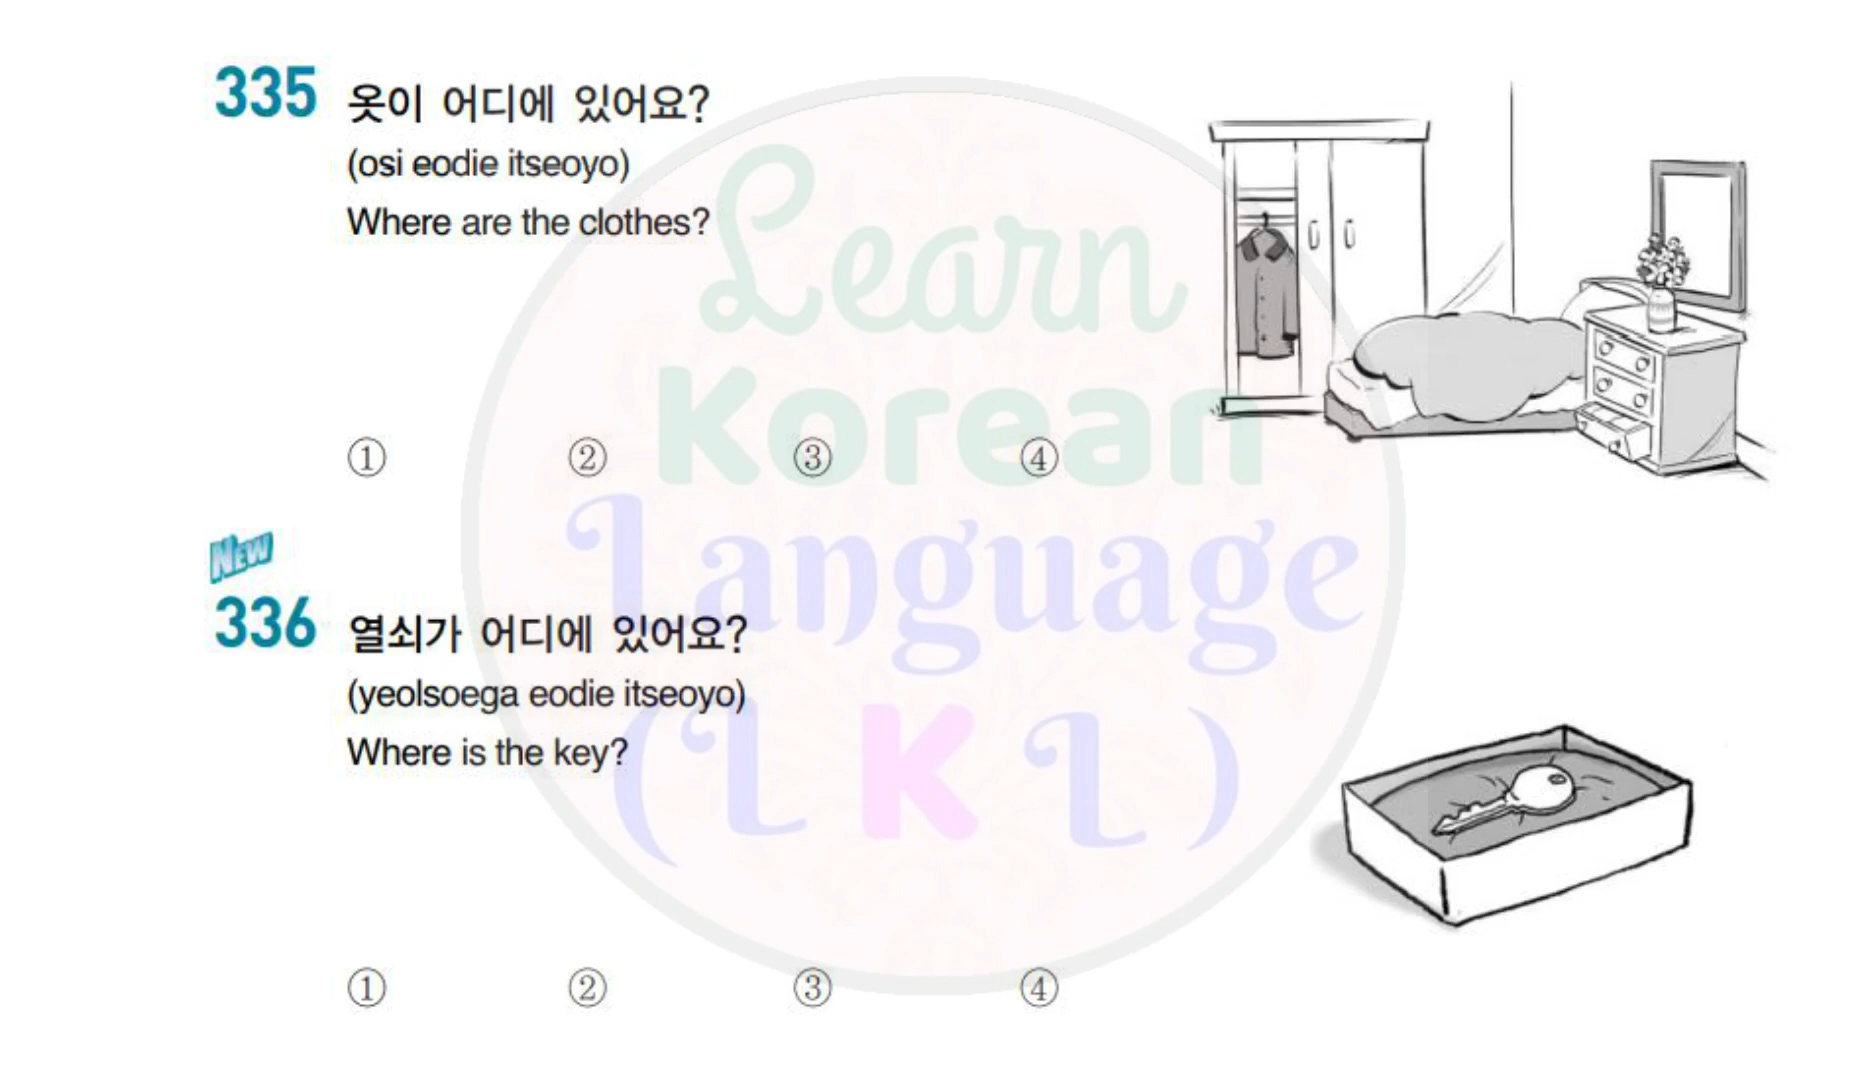 335 옷이 어디에 있어요?
(osi eodie itseoyo)
Where are the clothes?
① ② ③ ④
NEW
336 열쇠가 어디에 있어요?
(yeolsoega eodie itseoyo)
Where is the key?
① ② ③ ④
Learn
Korean
Language
(LKL)